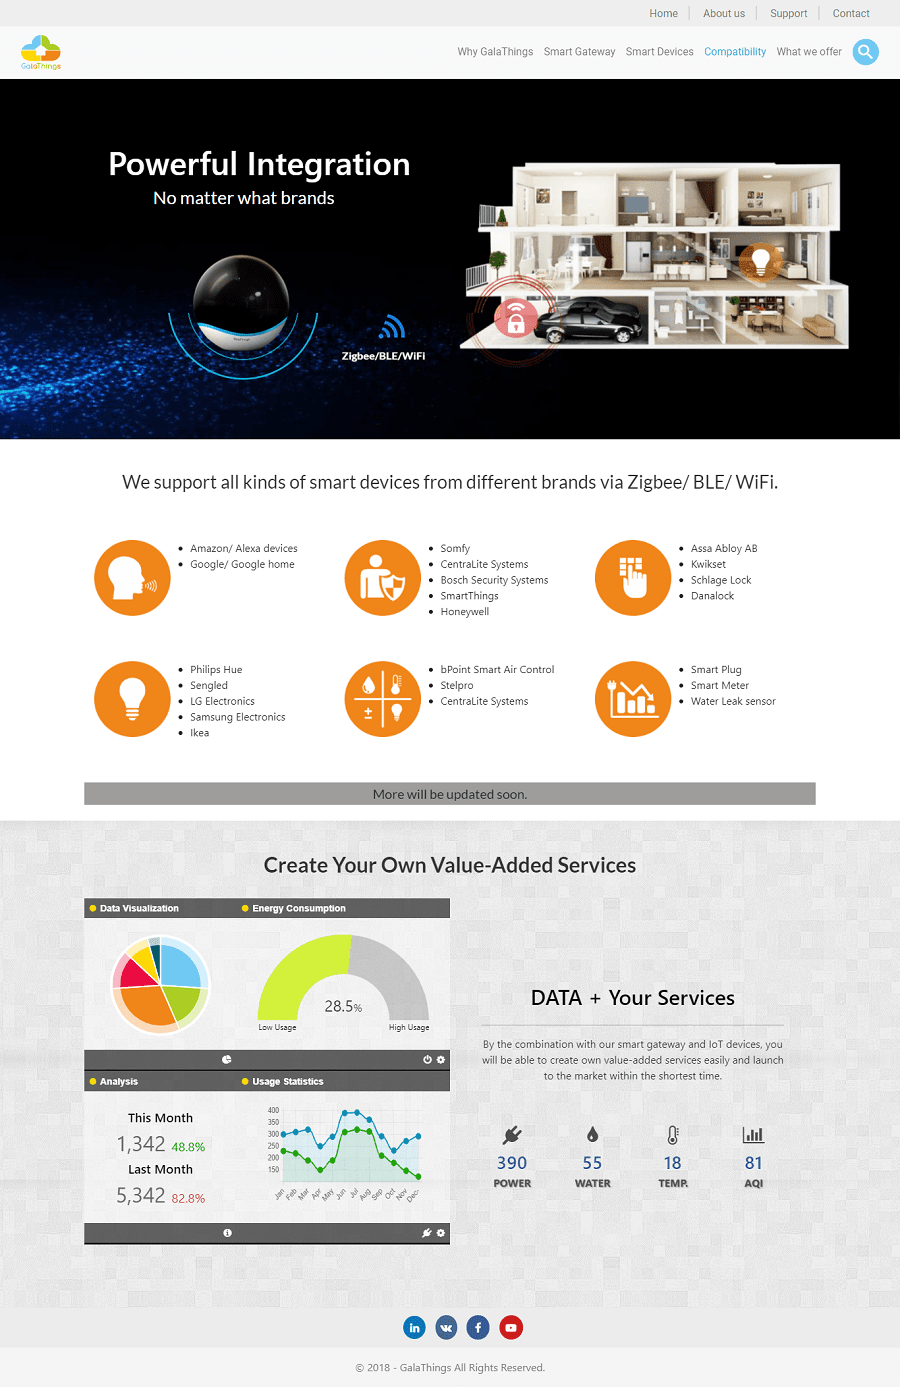 Home
About us
Support
Contact
GalaThings
Why GalaThings
Smart Gateway
Smart Devices
Compatibility
What we offer
Powerful Integration
No matter what brands
Zigbee/BLE/WiFi
We support all kinds of smart devices from different brands via Zigbee/ BLE/ WiFi.
Amazon/ Alexa devices
Google/ Google home
Somfy
CentraLite Systems
Bosch Security Systems
SmartThings
Honeywell
Assa Abloy AB
Kwikset
Schlage Lock
Danalock
Philips Hue
Sengled
LG Electronics
Samsung Electronics
Ikea
bPoint Smart Air Control
Stelpro
CentraLite Systems
Smart Plug
Smart Meter
Water Leak sensor
More will be updated soon.
Create Your Own Value-Added Services
Data Visualization
Energy Consumption
28.5%
Low Usage
High Usage
Analysis
Usage Statistics
This Month
1,342 48.8%
Last Month
5,342 82.8%
400
350
300
250
200
150
Jan
Feb
Mar
Apr
May
Jun
Jul
Aug
Sep
Oct
Nov
Dec
DATA + Your Services
By the combination with our smart gateway and IoT devices, you
will be able to create own value-added services easily and launch
to the market within the shortest time.
390
POWER
55
WATER
18
TEMP.
81
AQI
© 2018 - GalaThings All Rights Reserved.